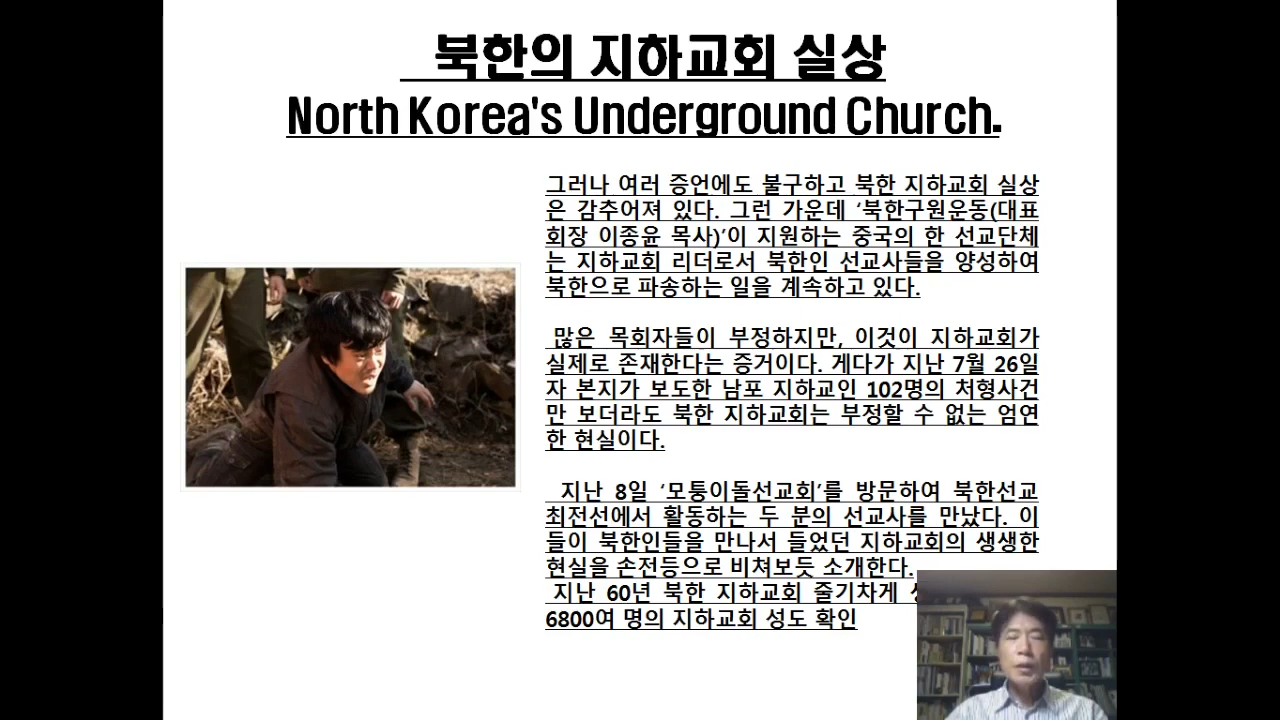 북한의 지하교회 실상
North Korea's Underground Church.
그러나 여러 증언에도 불구하고 북한 지하교회 실상
은 감추어져 있다. 그런 가운데 ‘북한구원운동(대표
회장 이종윤 목사)’이 지원하는 중국의 한 선교단체
는 지하교회 리더로서 북한인 선교사들을 양성하여
북한으로 파송하는 일을 계속하고 있다.
많은 목회자들이 부정하지만, 이것이 지하교회가
실제로 존재한다는 증거이다. 게다가 지난 7월 26일
자 본지가 보도한 남포 지하교인 102명의 처형사건
만 보더라도 북한 지하교회는 부정할 수 없는 엄연
한 현실이다.
지난 8일 ‘모퉁이돌선교회’를 방문하여 북한선교
최전선에서 활동하는 두 분의 선교사를 만났다. 이
들이 북한인들을 만나서 들었던 지하교회의 생생한
현실을 손전등으로 비쳐보듯 소개한다.
지난 60년 북한 지하교회 줄기차게
6800여 명의 지하교회 성도 확인